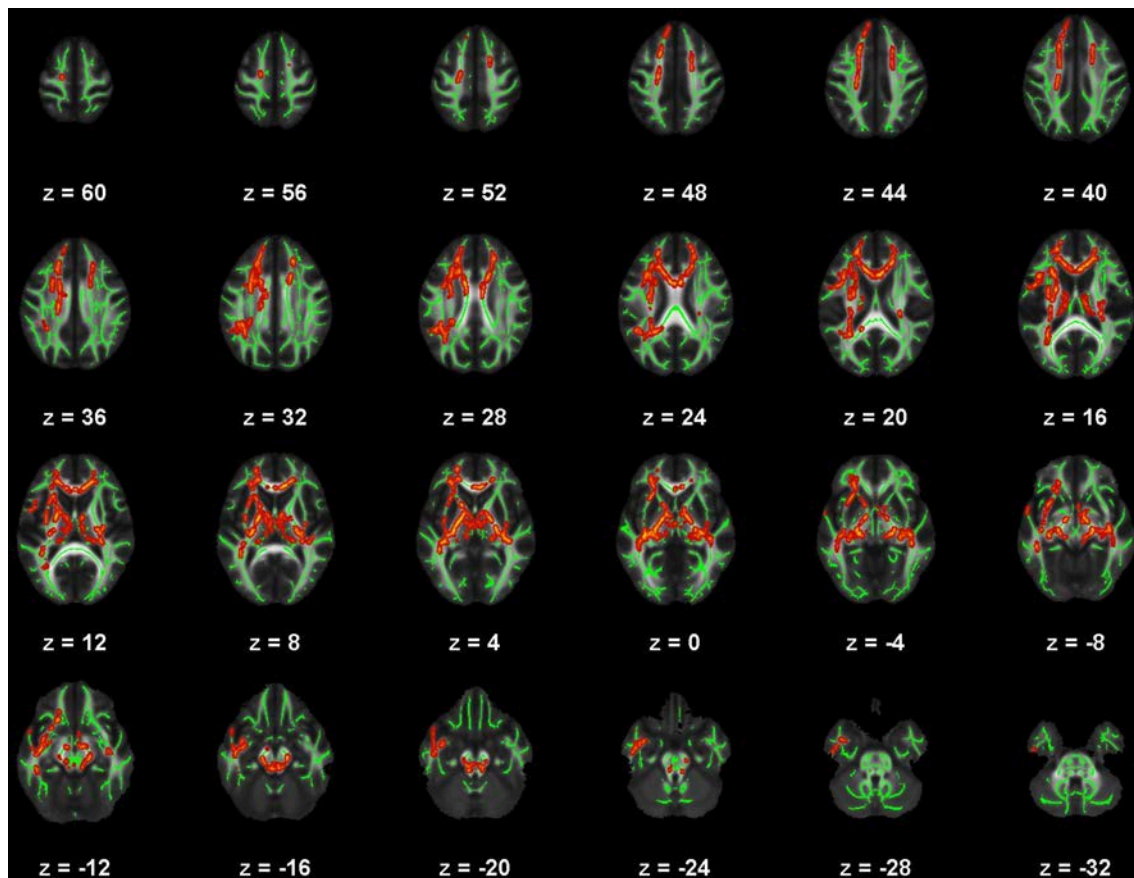 z = 60 z = 56 z = 52 z = 48 z = 44 z = 40
z = 36 z = 32 z = 28 z = 24 z = 20 z = 16
z = 12 z = 8 z = 4 z = 0 z = -4 z = -8
z = -12 z = -16 z = -20 z = -24 z = -28 z = -32